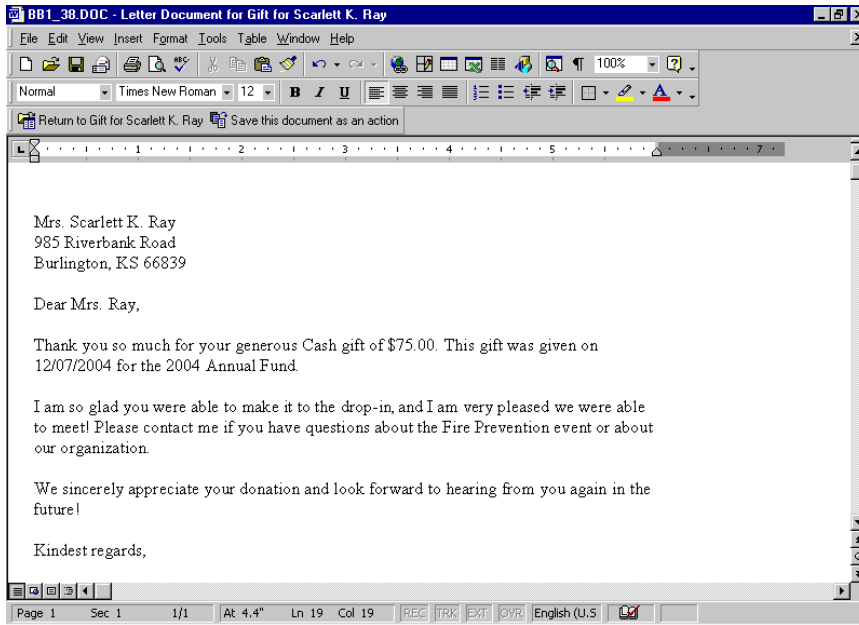 BB1_38.DOC - Letter Document for Gift for Scarlett K. Ray
File Edit View Insert Format Tools Table Window Help
ABC 100%
Normal Times New Roman 12 B I U A
Return to Gift for Scarlett K. Ray Save this document as an action
1 2 3 4 5 7
Mrs. Scarlett K. Ray
985 Riverbank Road
Burlington, KS 66839
Dear Mrs. Ray,
Thank you so much for your generous Cash gift of $75.00. This gift was given on
12/07/2004 for the 2004 Annual Fund.
I am so glad you were able to make it to the drop-in, and I am very pleased we were able
to meet! Please contact me if you have questions about the Fire Prevention event or about
our organization.
We sincerely appreciate your donation and look forward to hearing from you again in the
future!
Kindest regards,
Page 1 Sec 1 1/1 At 4.4" Ln 19 Col 19 REC TRK EXT OVR English (U.S